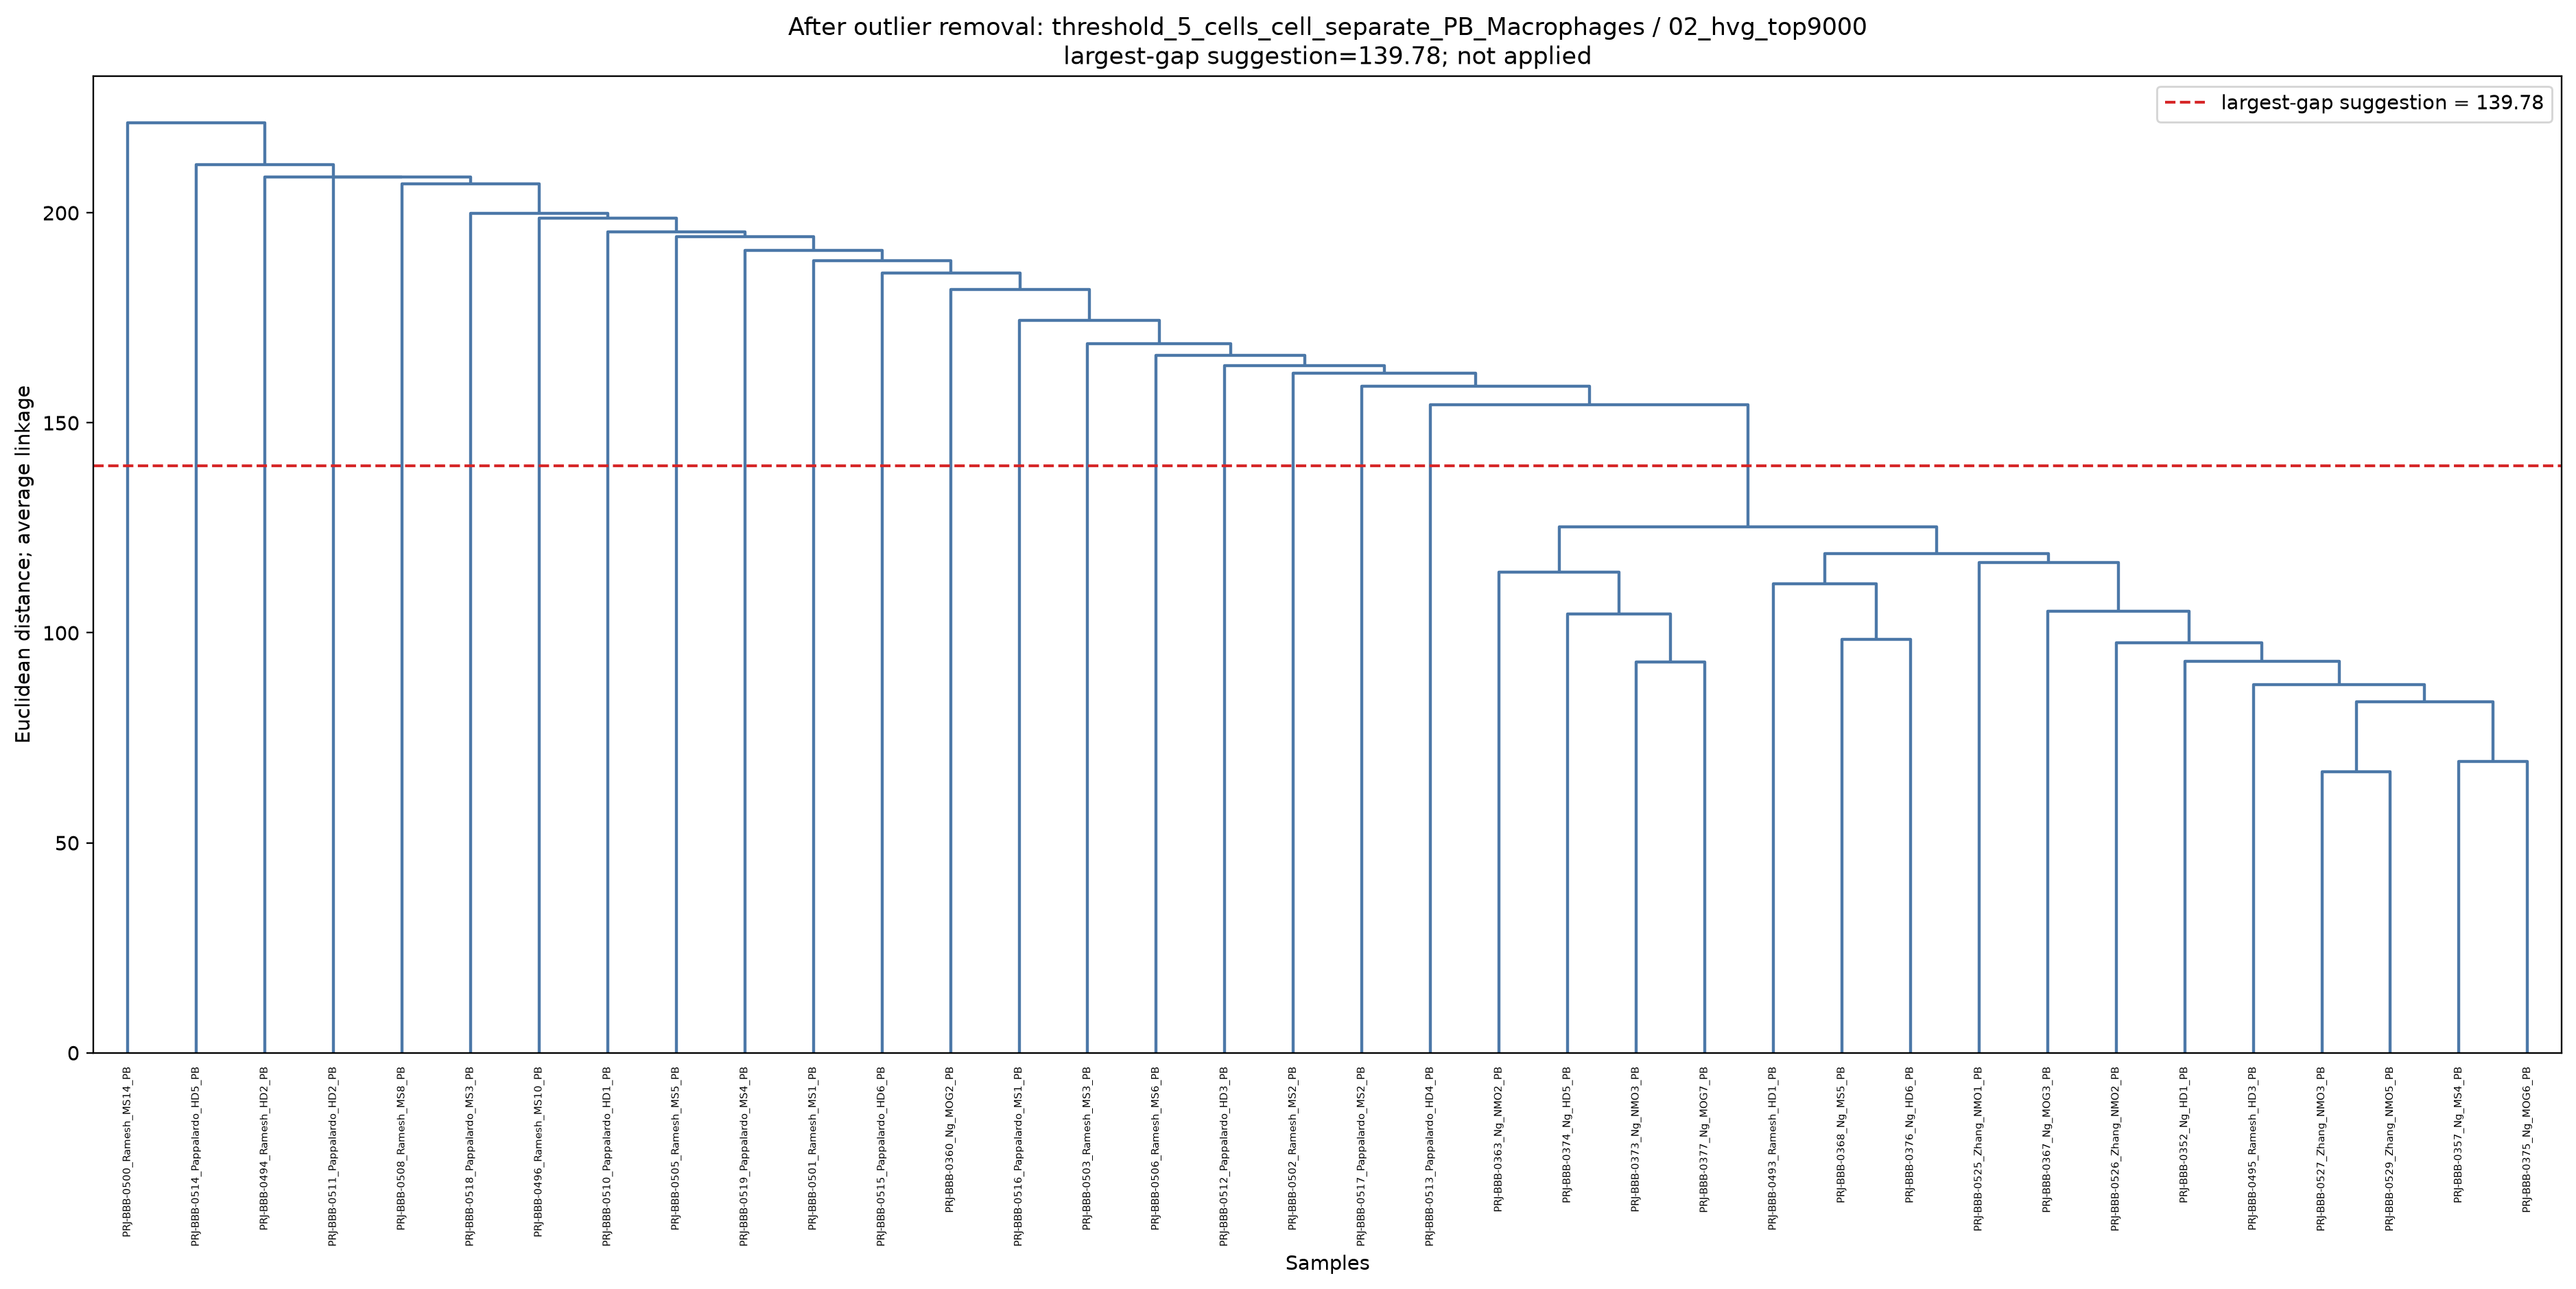 After outlier removal: threshold_5_cells_cell_separate_PB_Macrophages / 02_hvg_top9000
largest-gap suggestion=139.78; not applied
largest-gap suggestion = 139.78
Euclidean distance; average linkage
200
150
100
50
0
PRJ-BBB-0500_Ramesh_MS14_PB
PRJ-BBB-0514_Pappalardo_HD5_PB
PRJ-BBB-0494_Ramesh_HD2_PB
PRJ-BBB-0511_Pappalardo_HD2_PB
PRJ-BBB-0508_Ramesh_MS8_PB
PRJ-BBB-0518_Pappalardo_MS3_PB
PRJ-BBB-0496_Ramesh_MS10_PB
PRJ-BBB-0510_Pappalardo_HD1_PB
PRJ-BBB-0505_Ramesh_MS5_PB
PRJ-BBB-0519_Pappalardo_MS4_PB
PRJ-BBB-0501_Ramesh_MS1_PB
PRJ-BBB-0515_Pappalardo_HD6_PB
PRJ-BBB-0360_Ng_MOG2_PB
PRJ-BBB-0516_Pappalardo_MS1_PB
PRJ-BBB-0503_Ramesh_MS3_PB
PRJ-BBB-0506_Ramesh_MS6_PB
PRJ-BBB-0512_Pappalardo_HD3_PB
PRJ-BBB-0502_Ramesh_MS2_PB
PRJ-BBB-0517_Pappalardo_MS2_PB
PRJ-BBB-0513_Pappalardo_HD4_PB
PRJ-BBB-0363_Ng_NMO2_PB
PRJ-BBB-0374_Ng_HD5_PB
PRJ-BBB-0373_Ng_NMO3_PB
PRJ-BBB-0377_Ng_MOG7_PB
PRJ-BBB-0493_Ramesh_HD1_PB
PRJ-BBB-0368_Ng_MS5_PB
PRJ-BBB-0376_Ng_HD6_PB
PRJ-BBB-0525_Zhang_NMO1_PB
PRJ-BBB-0367_Ng_MOG3_PB
PRJ-BBB-0526_Zhang_NMO2_PB
PRJ-BBB-0352_Ng_HD1_PB
PRJ-BBB-0495_Ramesh_HD3_PB
PRJ-BBB-0527_Zhang_NMO3_PB
PRJ-BBB-0529_Zhang_NMO5_PB
PRJ-BBB-0357_Ng_MS4_PB
PRJ-BBB-0375_Ng_MOG6_PB
Samples